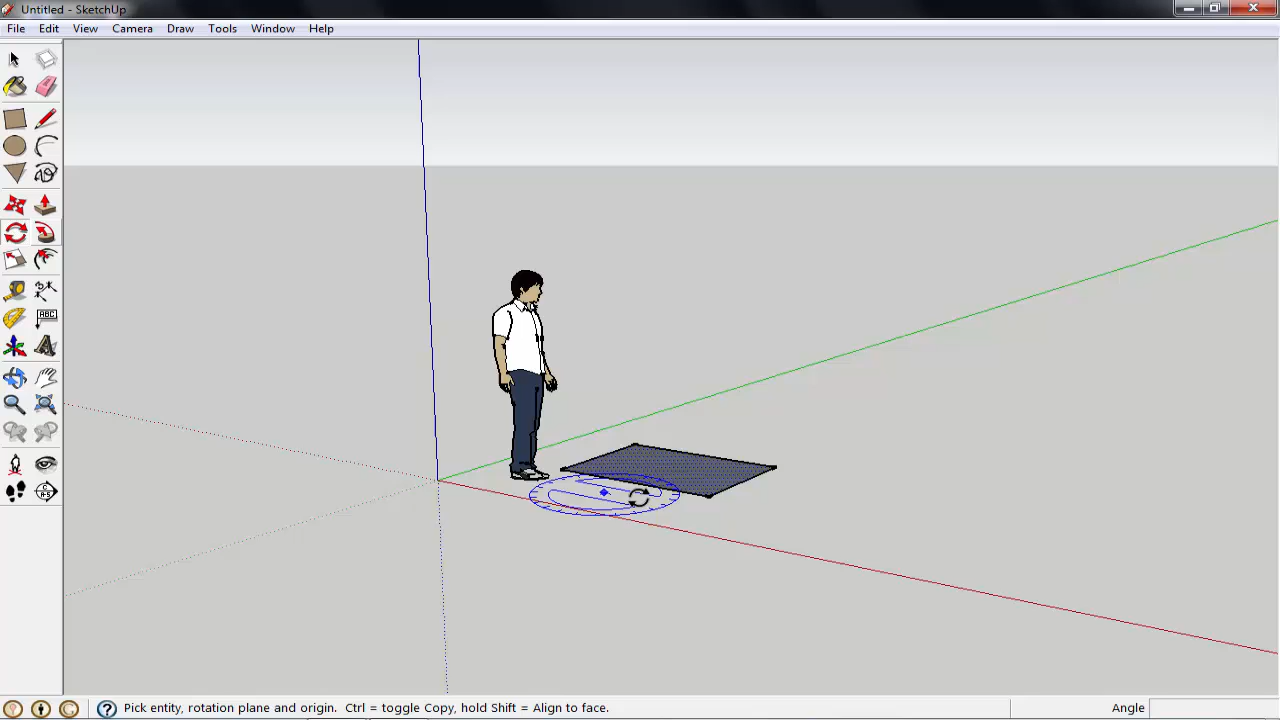 Untitled - SketchUp
File Edit View Camera Draw Tools Window Help
ABC
A
Pick entity, rotation plane and origin. Ctrl = toggle Copy, hold Shift = Align to face. Angle